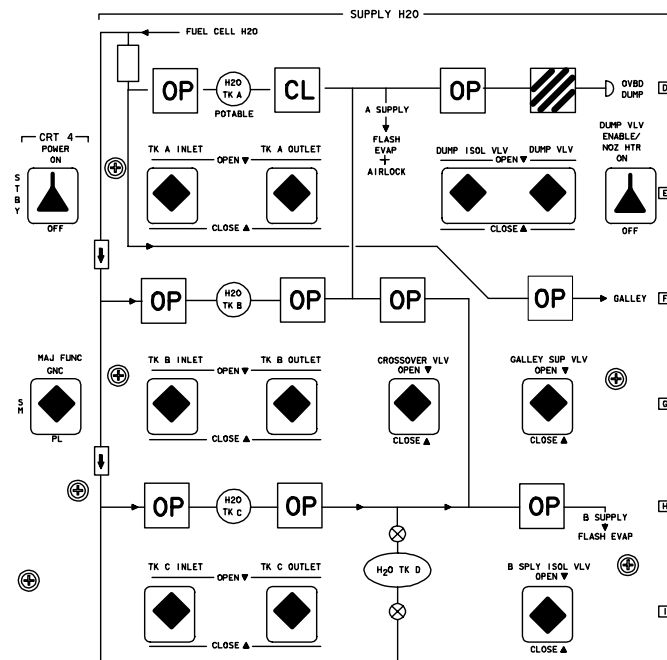 SUPPLY H2O
FUEL CELL H2O
OP
H2O
TK A
CL
OP
OVBD
DUMP
D
POTABLE
A SUPPLY
FLASH
EVAP
+
AIRLOCK
CRT 4
POWER
ON
STBY
OFF
TK A INLET
OPEN ▼
TK A OUTLET
CLOSE ▲
DUMP ISOL VLV
OPEN ▼
DUMP VLV
CLOSE ▲
DUMP VLV
ENABLE/
NOZ HTR
ON
OFF
E
OP
H2O
TK B
OP
OP
OP
GALLEY
F
MAJ FUNC
GNC
SM
PL
TK B INLET
OPEN ▼
TK B OUTLET
CLOSE ▲
CROSSOVER VLV
OPEN ▼
CLOSE ▲
GALLEY SUP VLV
OPEN ▼
CLOSE ▲
G
OP
H2O
TK C
OP
OP
H
B SUPPLY
FLASH EVAP
H2O TK D
TK C INLET
OPEN ▼
TK C OUTLET
CLOSE ▲
B SPLY ISOL VLV
OPEN ▼
CLOSE ▲
I